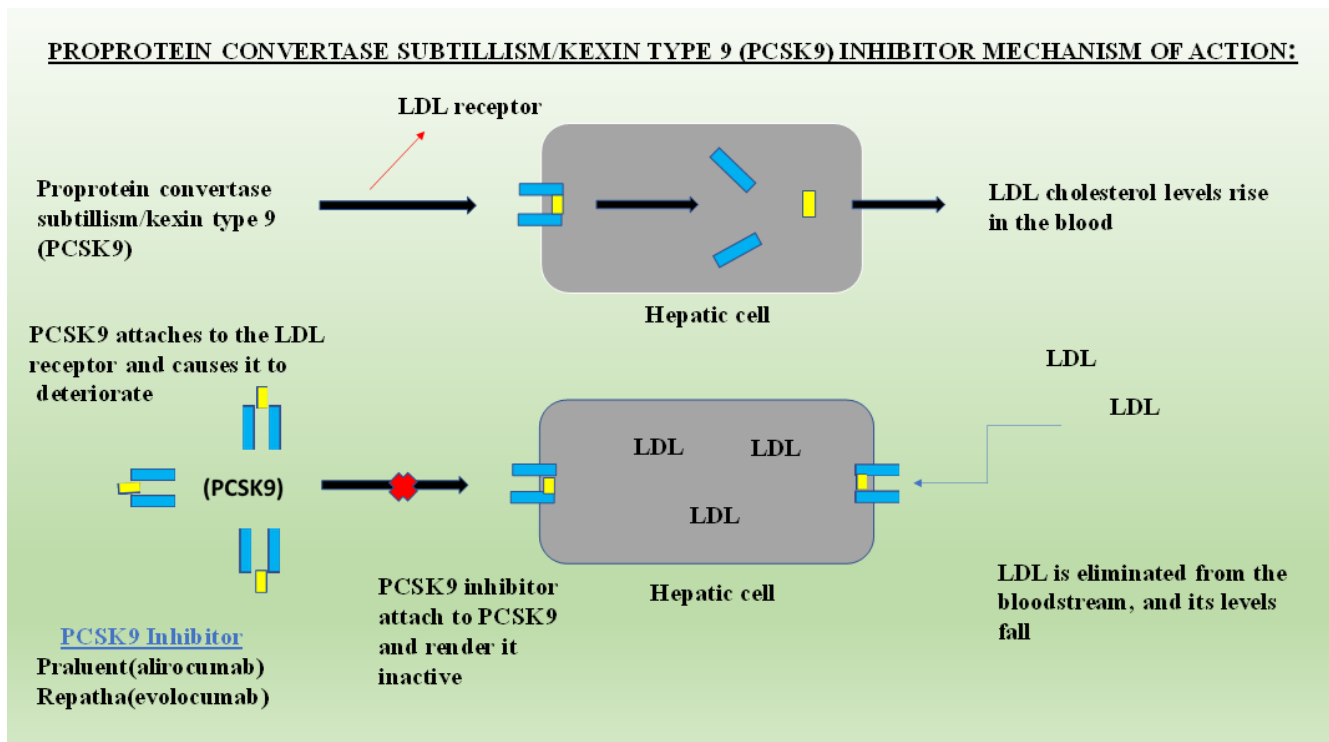 PROPROTEIN CONVERTASE SUBTILLISM/KEXIN TYPE 9 (PCSK9) INHIBITOR MECHANISM OF ACTION:
LDL receptor
Proprotein convertase
subtillism/kexin type 9
(PCSK9)
LDL cholesterol levels rise
in the blood
Hepatic cell
PCSK9 attaches to the LDL
receptor and causes it to
deteriorate
LDL
LDL
LDL
LDL
LDL
(PCSK9)
Hepatic cell
PCSK9 inhibitor
attach to PCSK9
and render it
inactive
LDL is eliminated from the
bloodstream, and its levels
fall
PCSK9 Inhibitor
Praluent(alirocumab)
Repatha(evolocumab)